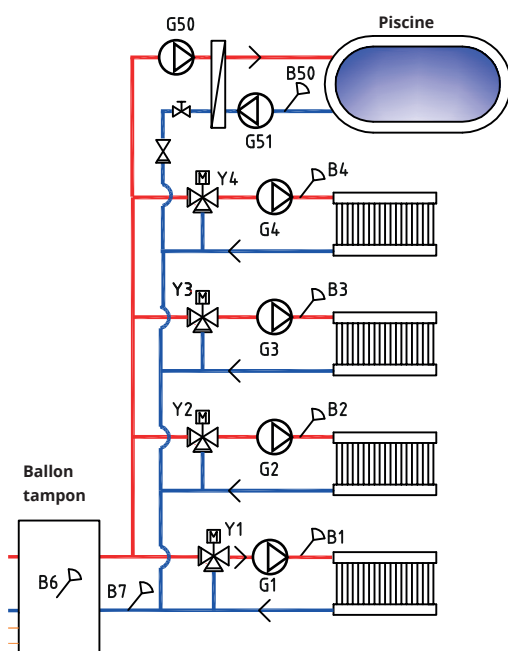 G50
Piscine
B50
G51
Y4
B4
M
G4
Y3
B3
M
G3
Y2
B2
M
G2
Ballon
tampon
Y1
B1
M
G1
B6
B7